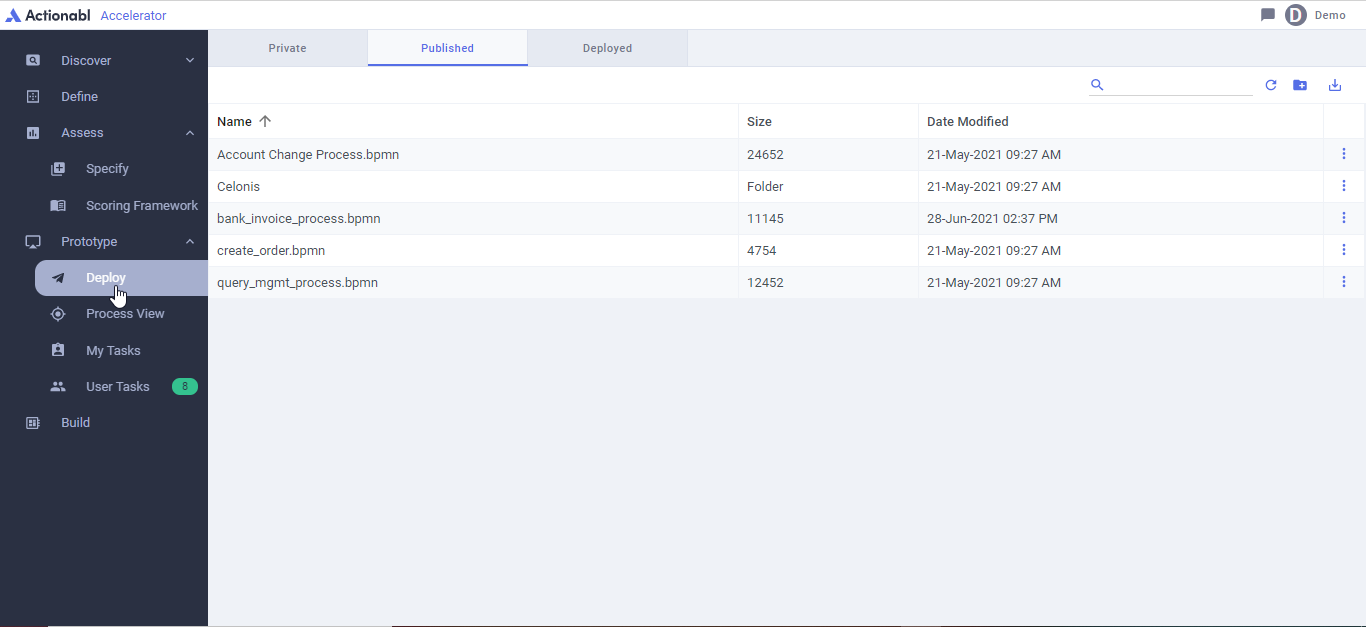 Actionabl Accelerator
D Demo
Discover
Define
Assess
Specify
Scoring Framework
Prototype
Deploy
Process View
My Tasks
User Tasks 8
Build
Private Published Deployed
Name Size Date Modified
Account Change Process.bpmn 24652 21-May-2021 09:27 AM
Celonis Folder 21-May-2021 09:27 AM
bank_invoice_process.bpmn 11145 28-Jun-2021 02:37 PM
create_order.bpmn 4754 21-May-2021 09:27 AM
query_mgmt_process.bpmn 12452 21-May-2021 09:27 AM